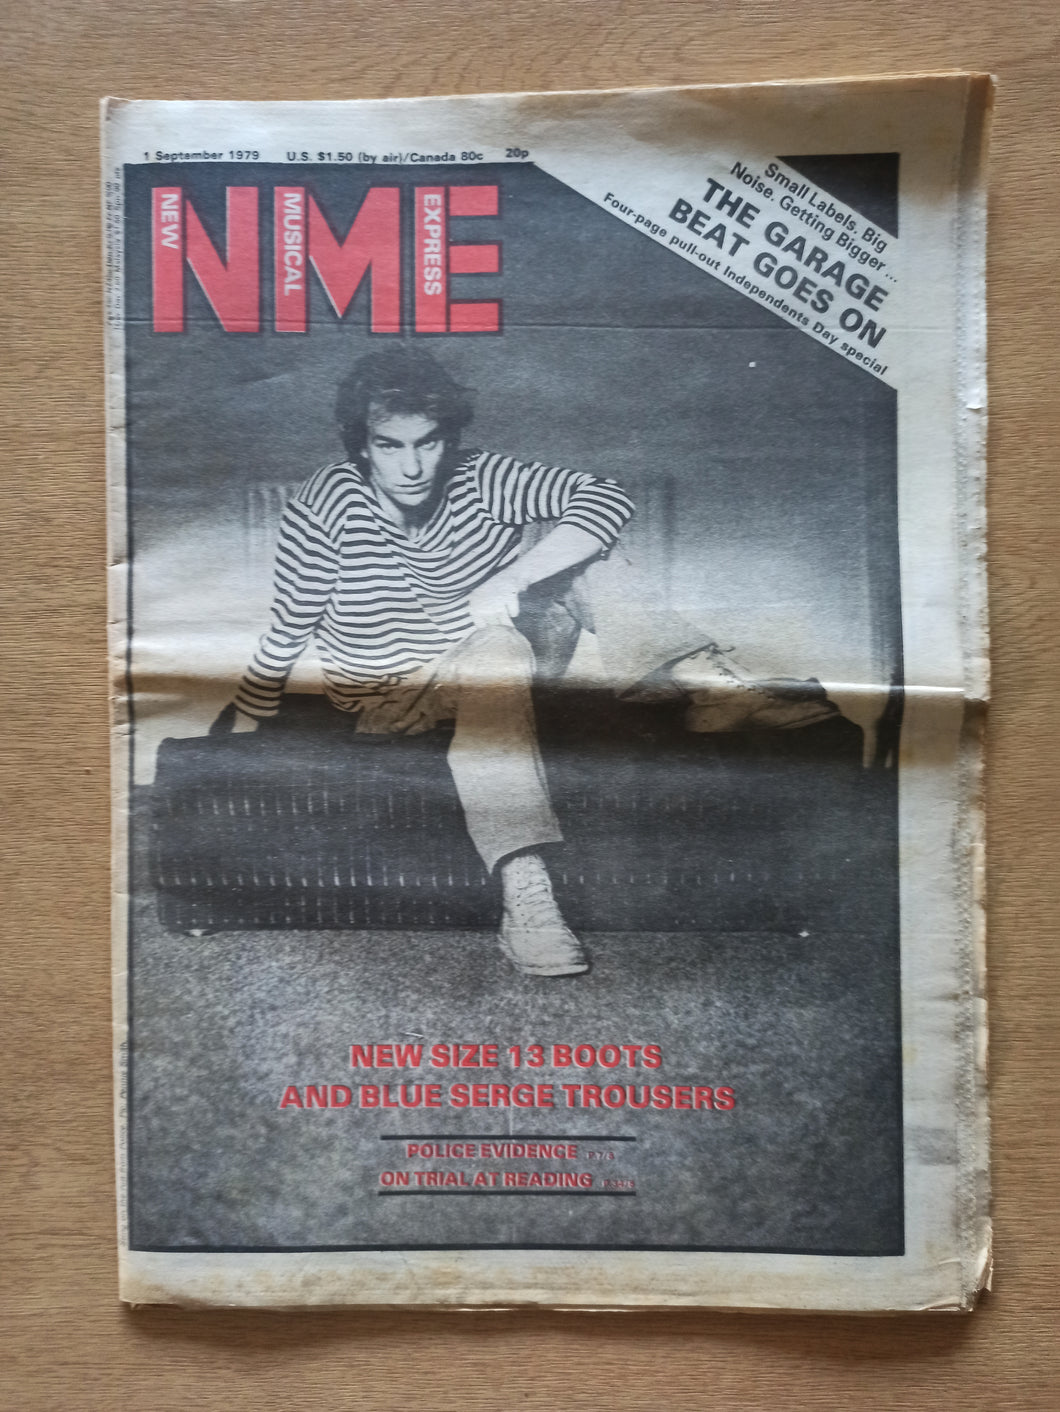 1 September 1979 U.S. $1.50 (by air)/Canada 80c 20p
NME
NEW
MUSICAL
EXPRESS
Small Labels. Big
Noise. Getting Bigger...
THE GARAGE
BEAT GOES ON
Four-page pull-out Independents Day special
NEW SIZE 13 BOOTS
AND BLUE SERGE TROUSERS
POLICE EVIDENCE
ON TRIAL AT READING